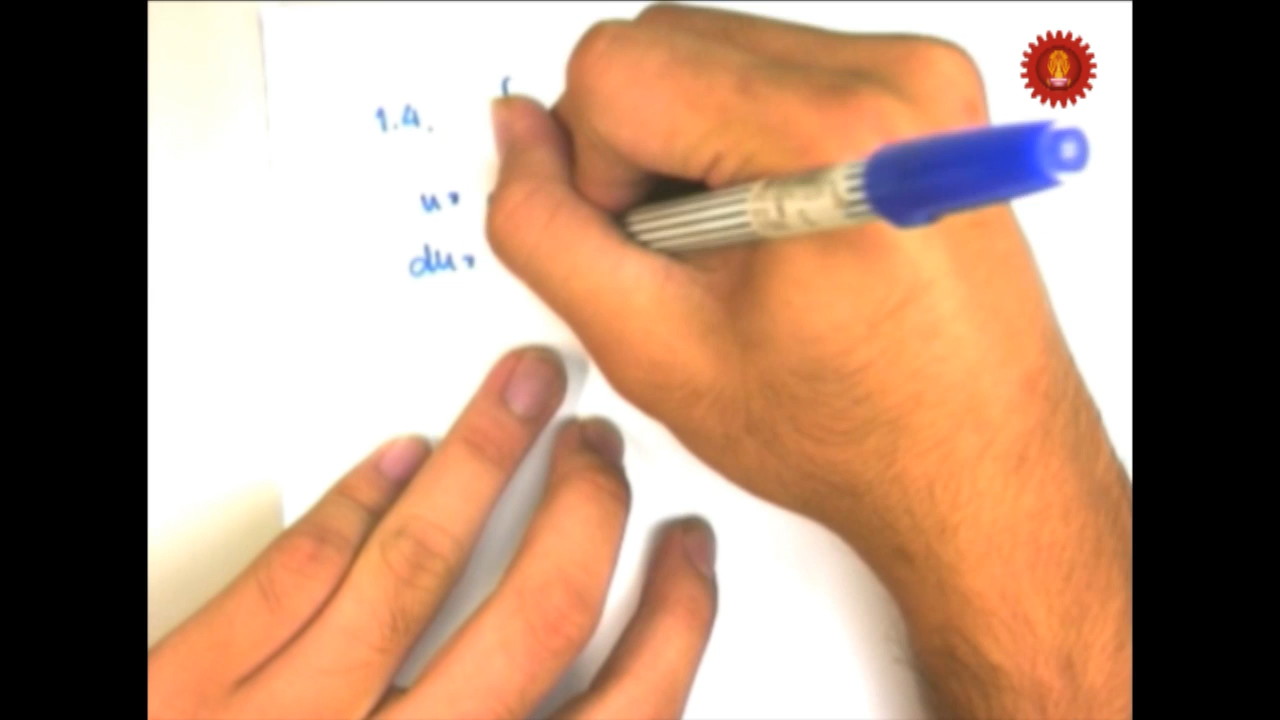 1.4.
u =
du =